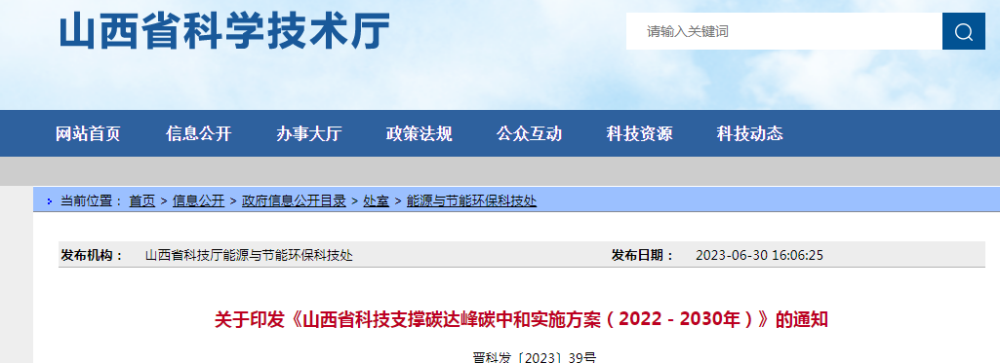 山西省科学技术厅
请输入关键词
网站首页 信息公开 办事大厅 政策法规 公众互动 科技资源 科技动态
当前位置： 首页 > 信息公开 > 政府信息公开目录 > 处室 > 能源与节能环保科技处
发布机构： 山西省科技厅能源与节能环保科技处 发布日期： 2023-06-30 16:06:25
关于印发《山西省科技支撑碳达峰碳中和实施方案（2022－2030年）》的通知
晋科发〔2023〕39号